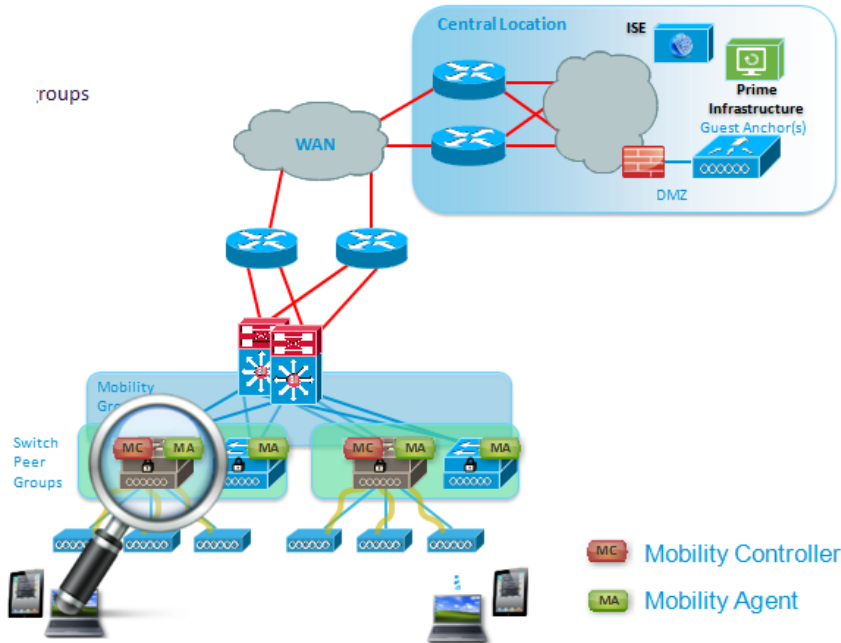 Central Location
ISE
Prime
Infrastructure
Guest Anchor(s)
DMZ
WAN
Mobility
Switch
Peer
Groups
MC
MA
MA
MC
MA
MA
MC
Mobility Controller
MA
Mobility Agent